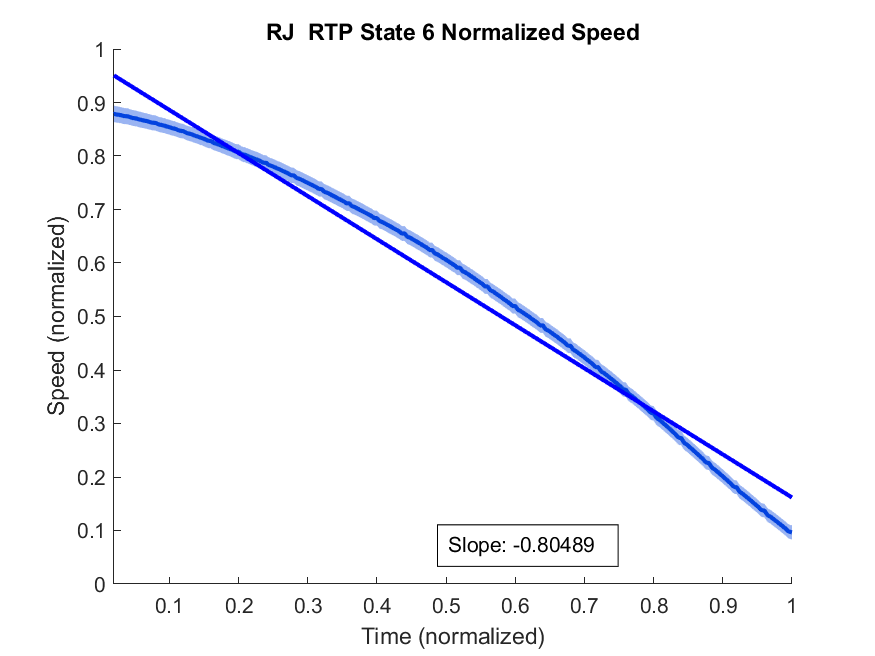 RJ  RTP State 6 Normalized Speed
1
0.9
0.8
0.7
0.6
0.5
0.4
0.3
0.2
0.1
0
Speed (normalized)
Slope: -0.80489
0.1 0.2 0.3 0.4 0.5 0.6 0.7 0.8 0.9 1
Time (normalized)